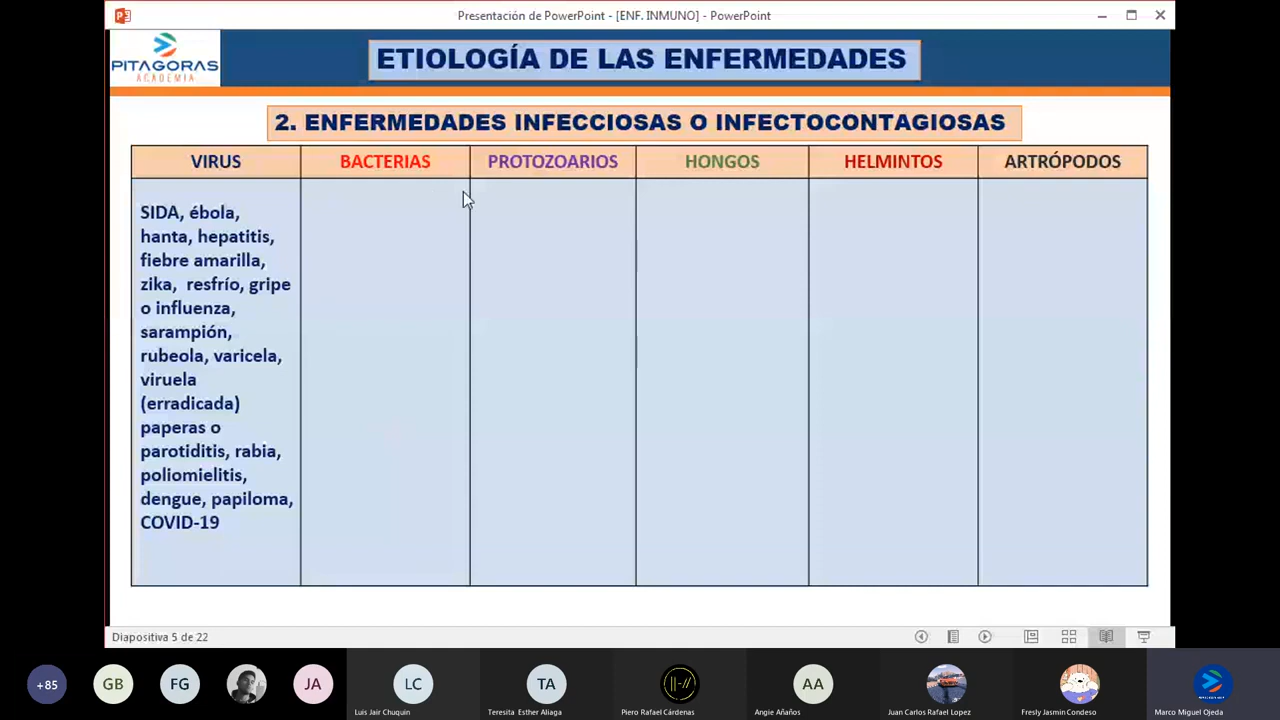 Presentación de PowerPoint - [ENF. INMUNO] - PowerPoint
PITAGORAS
ACADEMIA
ETIOLOGÍA DE LAS ENFERMEDADES
2. ENFERMEDADES INFECCIOSAS O INFECTOCONTAGIOSAS
VIRUS BACTERIAS PROTOZOARIOS HONGOS HELMINTOS ARTRÓPODOS
SIDA, ébola,
hanta, hepatitis,
fiebre amarilla,
zika, resfrío, gripe
o influenza,
sarampión,
rubeola, varicela,
viruela
(erradicada)
paperas o
parotiditis, rabia,
poliomielitis,
dengue, papiloma,
COVID-19
Diapositiva 5 de 22
+85 GB FG JA LC TA AA
Luis Jair Chuquin Teresita Esther Aliaga Piero Rafael Cárdenas Angie Añaños Juan Carlos Rafael Lopez Fresly Jasmin Condeso Marco Miguel Ojeda